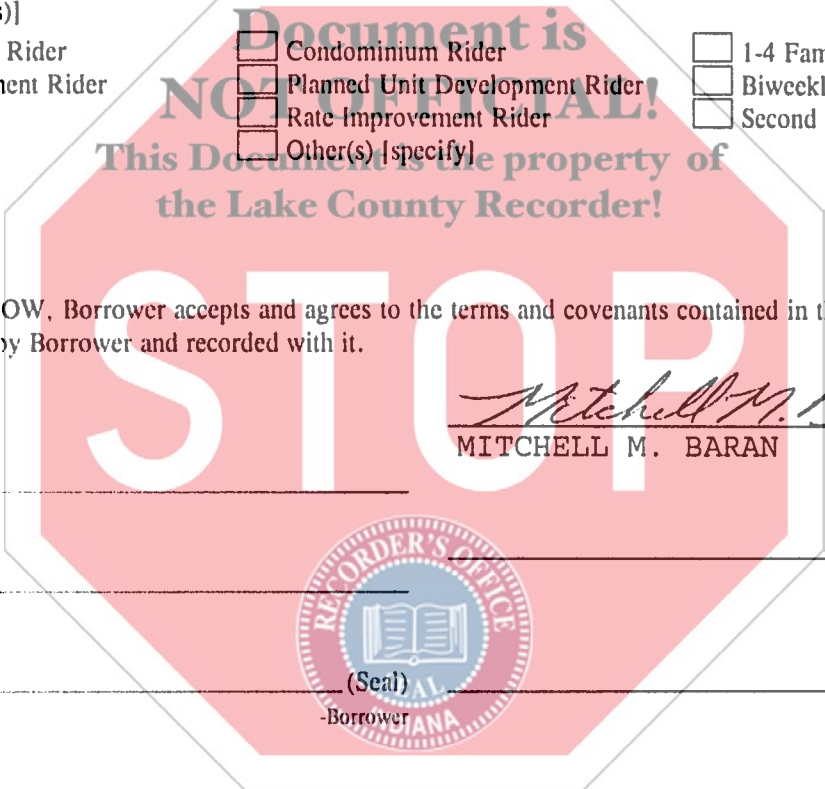 s)]
Rider
Condominium Rider
1-4 Fam
ment Rider
Planned Unit Development Rider
Biweekl
Rate Improvement Rider
Second
Other(s) [specify]
Document is
NOT OFFICIAL!
This Document is the property of
the Lake County Recorder!
OW, Borrower accepts and agrees to the terms and covenants contained in t
by Borrower and recorded with it.
STOP
Mitchell M.
MITCHELL M. BARAN
RECORDER'S OFFICE
SEAL
INDIANA
(Seal)
-Borrower